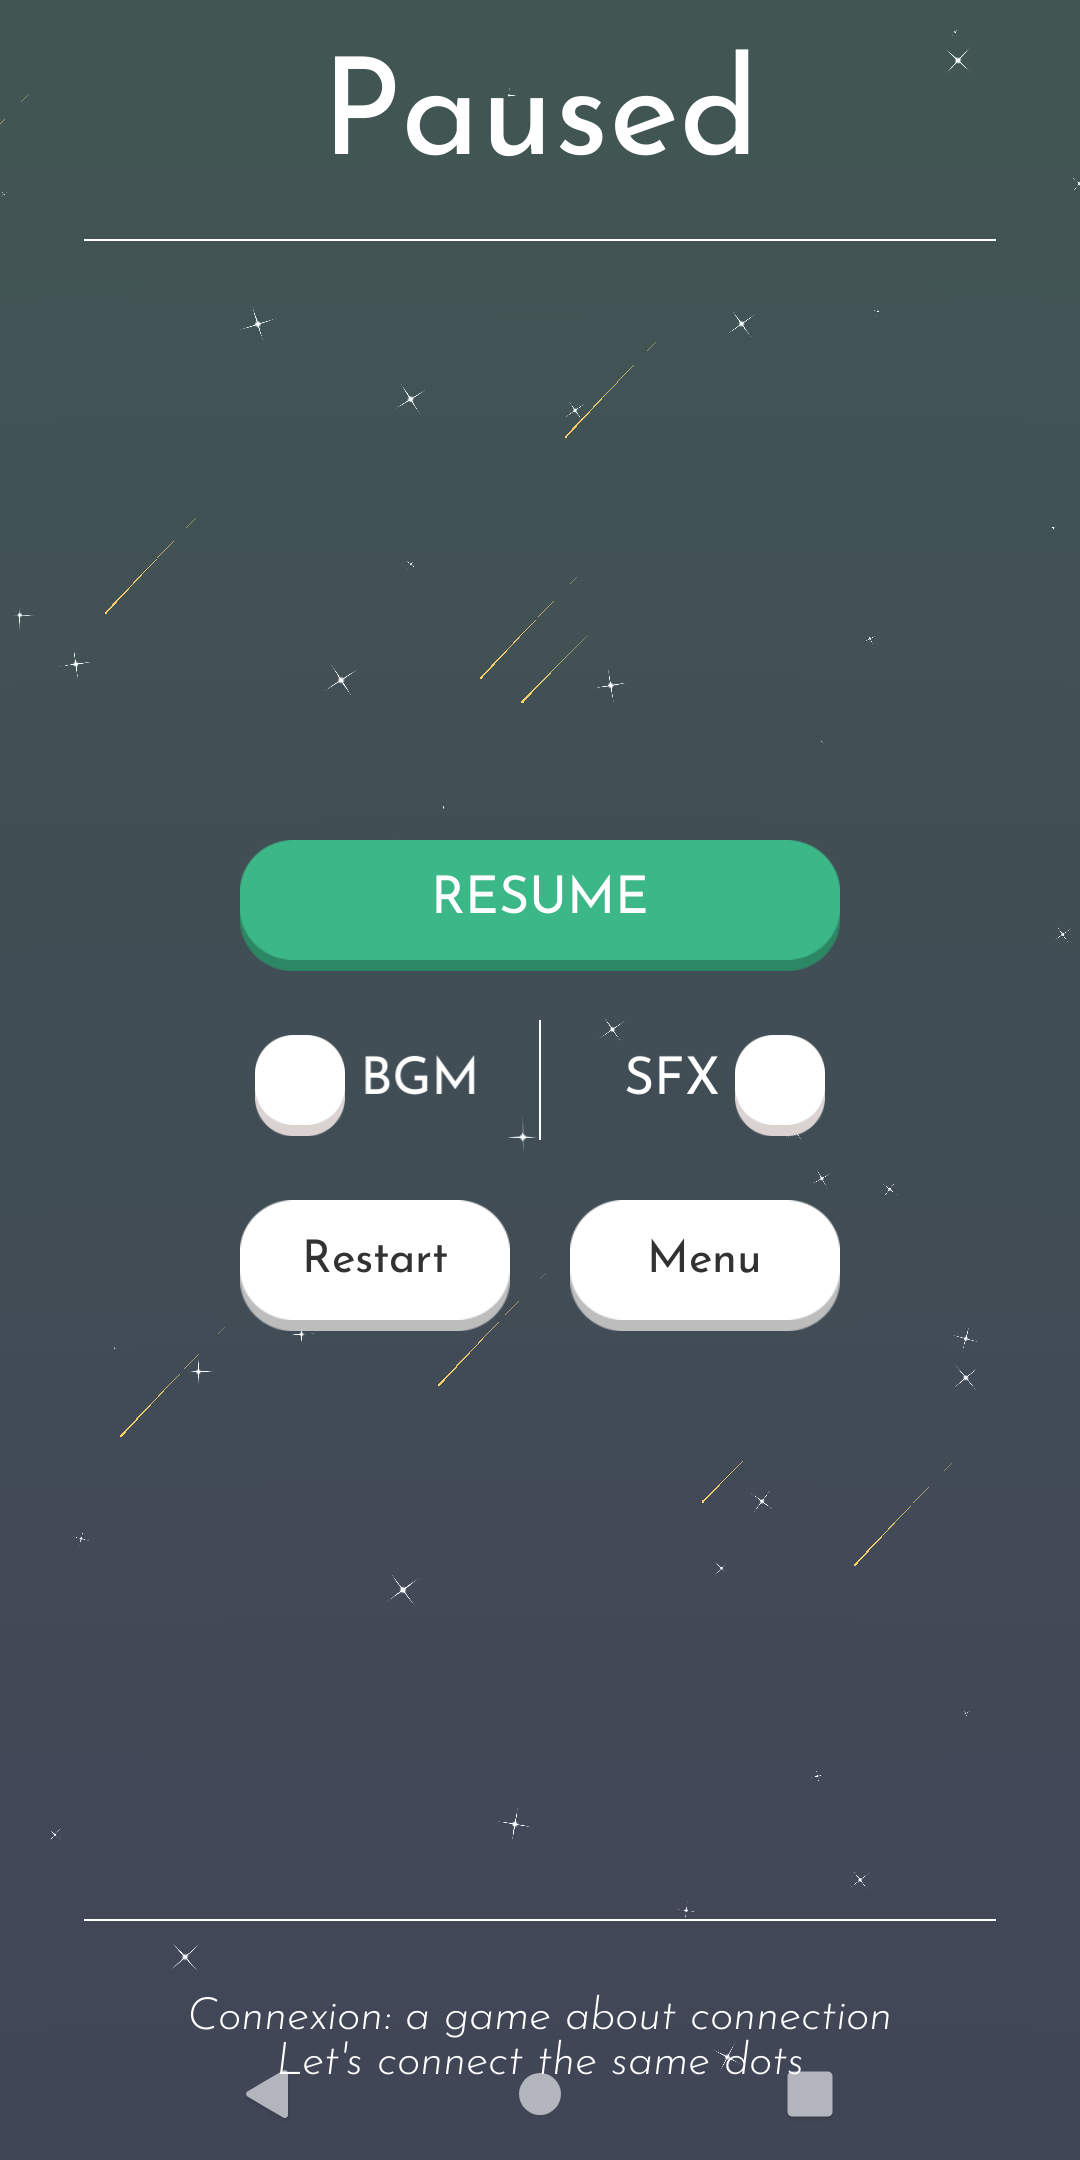 Paused
RESUME
BGM
SFX
Restart
Menu
Connexion: a game about connection
Let's connect the same dots